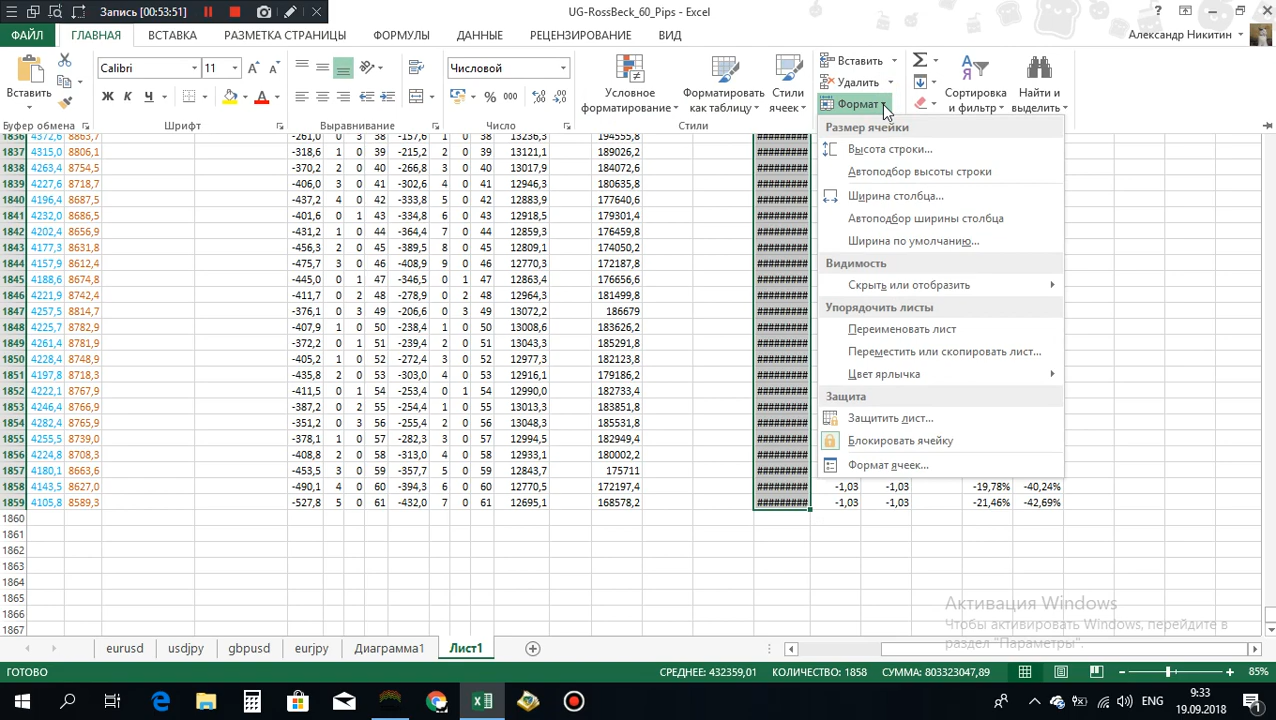 Запись [00:53:51]
UG-RossBeck_60_Pips - Excel
ФАЙЛ ГЛАВНАЯ ВСТАВКА РАЗМЕТКА СТРАНИЦЫ ФОРМУЛЫ ДАННЫЕ РЕЦЕНЗИРОВАНИЕ ВИД Александр Никитин
Вставить
Calibri 11
Ж К Ч
Числовой
% 000
Условное форматирование
Форматировать как таблицу
Стили ячеек
Вставить
Удалить
Формат
Сортировка и фильтр
Найти и выделить
Буфер обмена Шрифт Выравнивание Число Стили
Размер ячейки
Высота строки...
Автоподбор высоты строки
Ширина столбца...
Автоподбор ширины столбца
Ширина по умолчанию...
Видимость
Скрыть или отобразить
Упорядочить листы
Переименовать лист
Переместить или скопировать лист...
Цвет ярлычка
Защита
Защитить лист...
Блокировать ячейку
Формат ячеек...
1836 4372,6 8863,7 -261,0 0 3 38 -157,6 1 0 38 13236,3 194555,8 #########
1837 4315,0 8806,1 -318,6 1 0 39 -215,2 2 0 39 13121,1 189026,2 #########
1838 4263,4 8754,5 -370,2 2 0 40 -266,8 3 0 40 13017,9 184072,6 #########
1839 4227,6 8718,7 -406,0 3 0 41 -302,6 4 0 41 12946,3 180635,8 #########
1840 4196,4 8687,5 -437,2 4 0 42 -333,8 5 0 42 12883,9 177640,6 #########
1841 4232,0 8686,5 -401,6 0 1 43 -334,8 6 0 43 12918,5 179301,4 #########
1842 4202,4 8656,9 -431,2 1 0 44 -364,4 7 0 44 12859,3 176459,8 #########
1843 4177,3 8631,8 -456,3 2 0 45 -389,5 8 0 45 12809,1 174050,2 #########
1844 4157,9 8612,4 -475,7 3 0 46 -408,9 9 0 46 12770,3 172187,8 #########
1845 4188,6 8674,8 -445,0 0 1 47 -346,5 0 1 47 12863,4 176656,6 #########
1846 4221,9 8742,4 -411,7 0 2 48 -278,9 0 2 48 12964,3 181499,8 #########
1847 4257,5 8814,7 -376,1 0 3 49 -206,6 0 3 49 13072,2 186679 #########
1848 4225,7 8782,9 -407,9 1 0 50 -238,4 1 0 50 13008,6 183626,2 #########
1849 4261,4 8781,9 -372,2 0 1 51 -239,4 2 0 51 13043,3 185291,8 #########
1850 4228,4 8748,9 -405,2 1 0 52 -272,4 3 0 52 12977,3 182123,8 #########
1851 4197,8 8718,3 -435,8 2 0 53 -303,0 4 0 53 12916,1 179186,2 #########
1852 4222,1 8767,9 -411,5 0 1 54 -253,4 0 1 54 12990,0 182733,4 #########
1853 4246,4 8766,9 -387,2 0 2 55 -254,4 1 0 55 13013,3 183851,8 #########
1854 4282,4 8765,9 -351,2 0 3 56 -255,4 2 0 56 13048,3 185531,8 #########
1855 4255,5 8739,0 -378,1 1 0 57 -282,3 3 0 57 12994,5 182949,4 #########
1856 4224,8 8708,3 -408,8 2 0 58 -313,0 4 0 58 12933,1 180002,2 #########
1857 4180,1 8663,6 -453,5 3 0 59 -357,7 5 0 59 12843,7 175711 #########
1858 4143,5 8627,0 -490,1 4 0 60 -394,3 6 0 60 12770,5 172197,4 ######### -1,03 -1,03 -19,78% -40,24%
1859 4105,8 8589,3 -527,8 5 0 61 -432,0 7 0 61 12695,1 168578,2 ######### -1,03 -1,03 -21,46% -42,69%
1860
1861
1862
1863
1864
1865
1866
1867
Активация Windows
Чтобы активировать Windows, перейдите в
раздел "Параметры".
eurusd usdjpy gbpusd eurjpy Диаграмма1 Лист1
ГОТОВО СРЕДНЕЕ: 432359,01 КОЛИЧЕСТВО: 1858 СУММА: 803323047,89 85%
ENG 9:33
19.09.2018